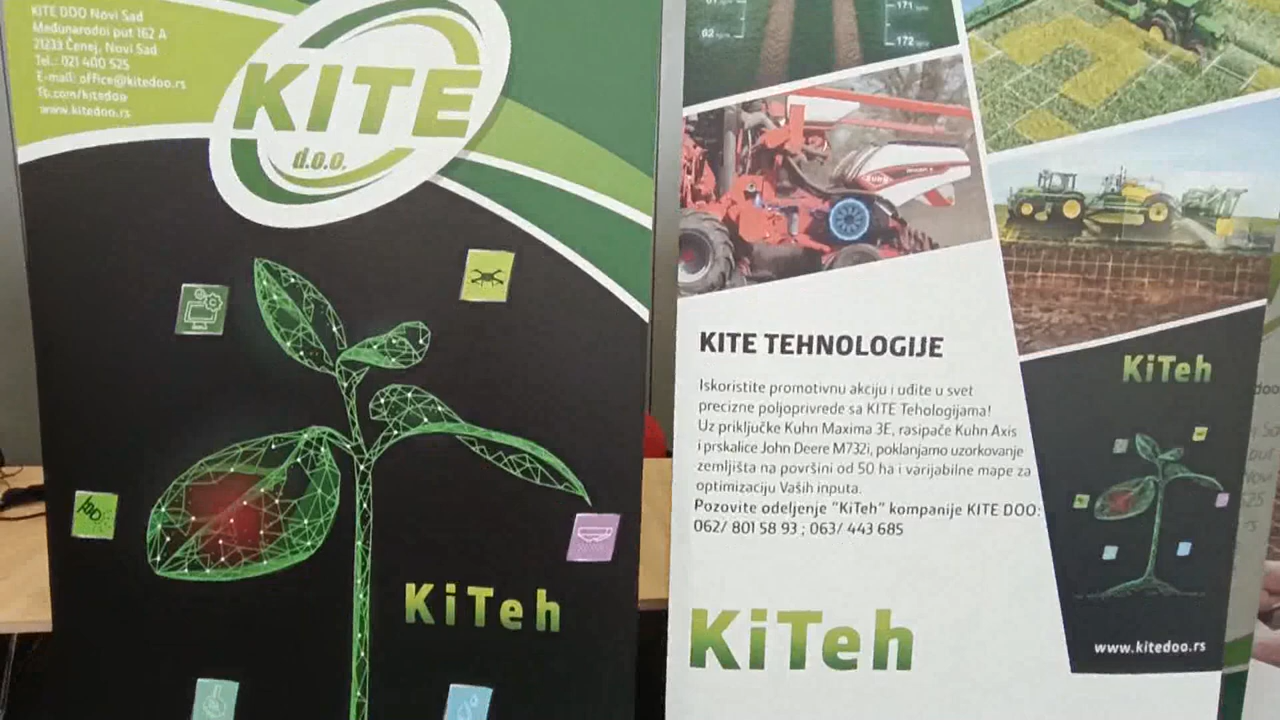 KITE DOO Novi Sad
Međunarodni put 162 A
21233 Čenej, Novi Sad
Tel.: 021 400 525
E-mail: office@kitedoo.rs
fb.com/kitedoo
www.kitedoo.rs
KITE
d.o.o.
KiTeh
62
171
172
KUHN
KITE TEHNOLOGIJE
Iskoristite promotivnu akciju i uđite u svet
precizne poljoprivrede sa KITE Tehologijama!
Uz priključke Kuhn Maxima 3E, rasipače Kuhn Axis
i prskalice John Deere M732i, poklanjamo uzorkovanje
zemljišta na površini od 50 ha i varijabilne mape za
optimizaciju Vaših inputa.
Pozovite odeljenje "KiTeh" kompanije KITE DOO:
062/ 801 58 93 ; 063/ 443 685
KiTeh
KiTeh
www.kitedoo.rs